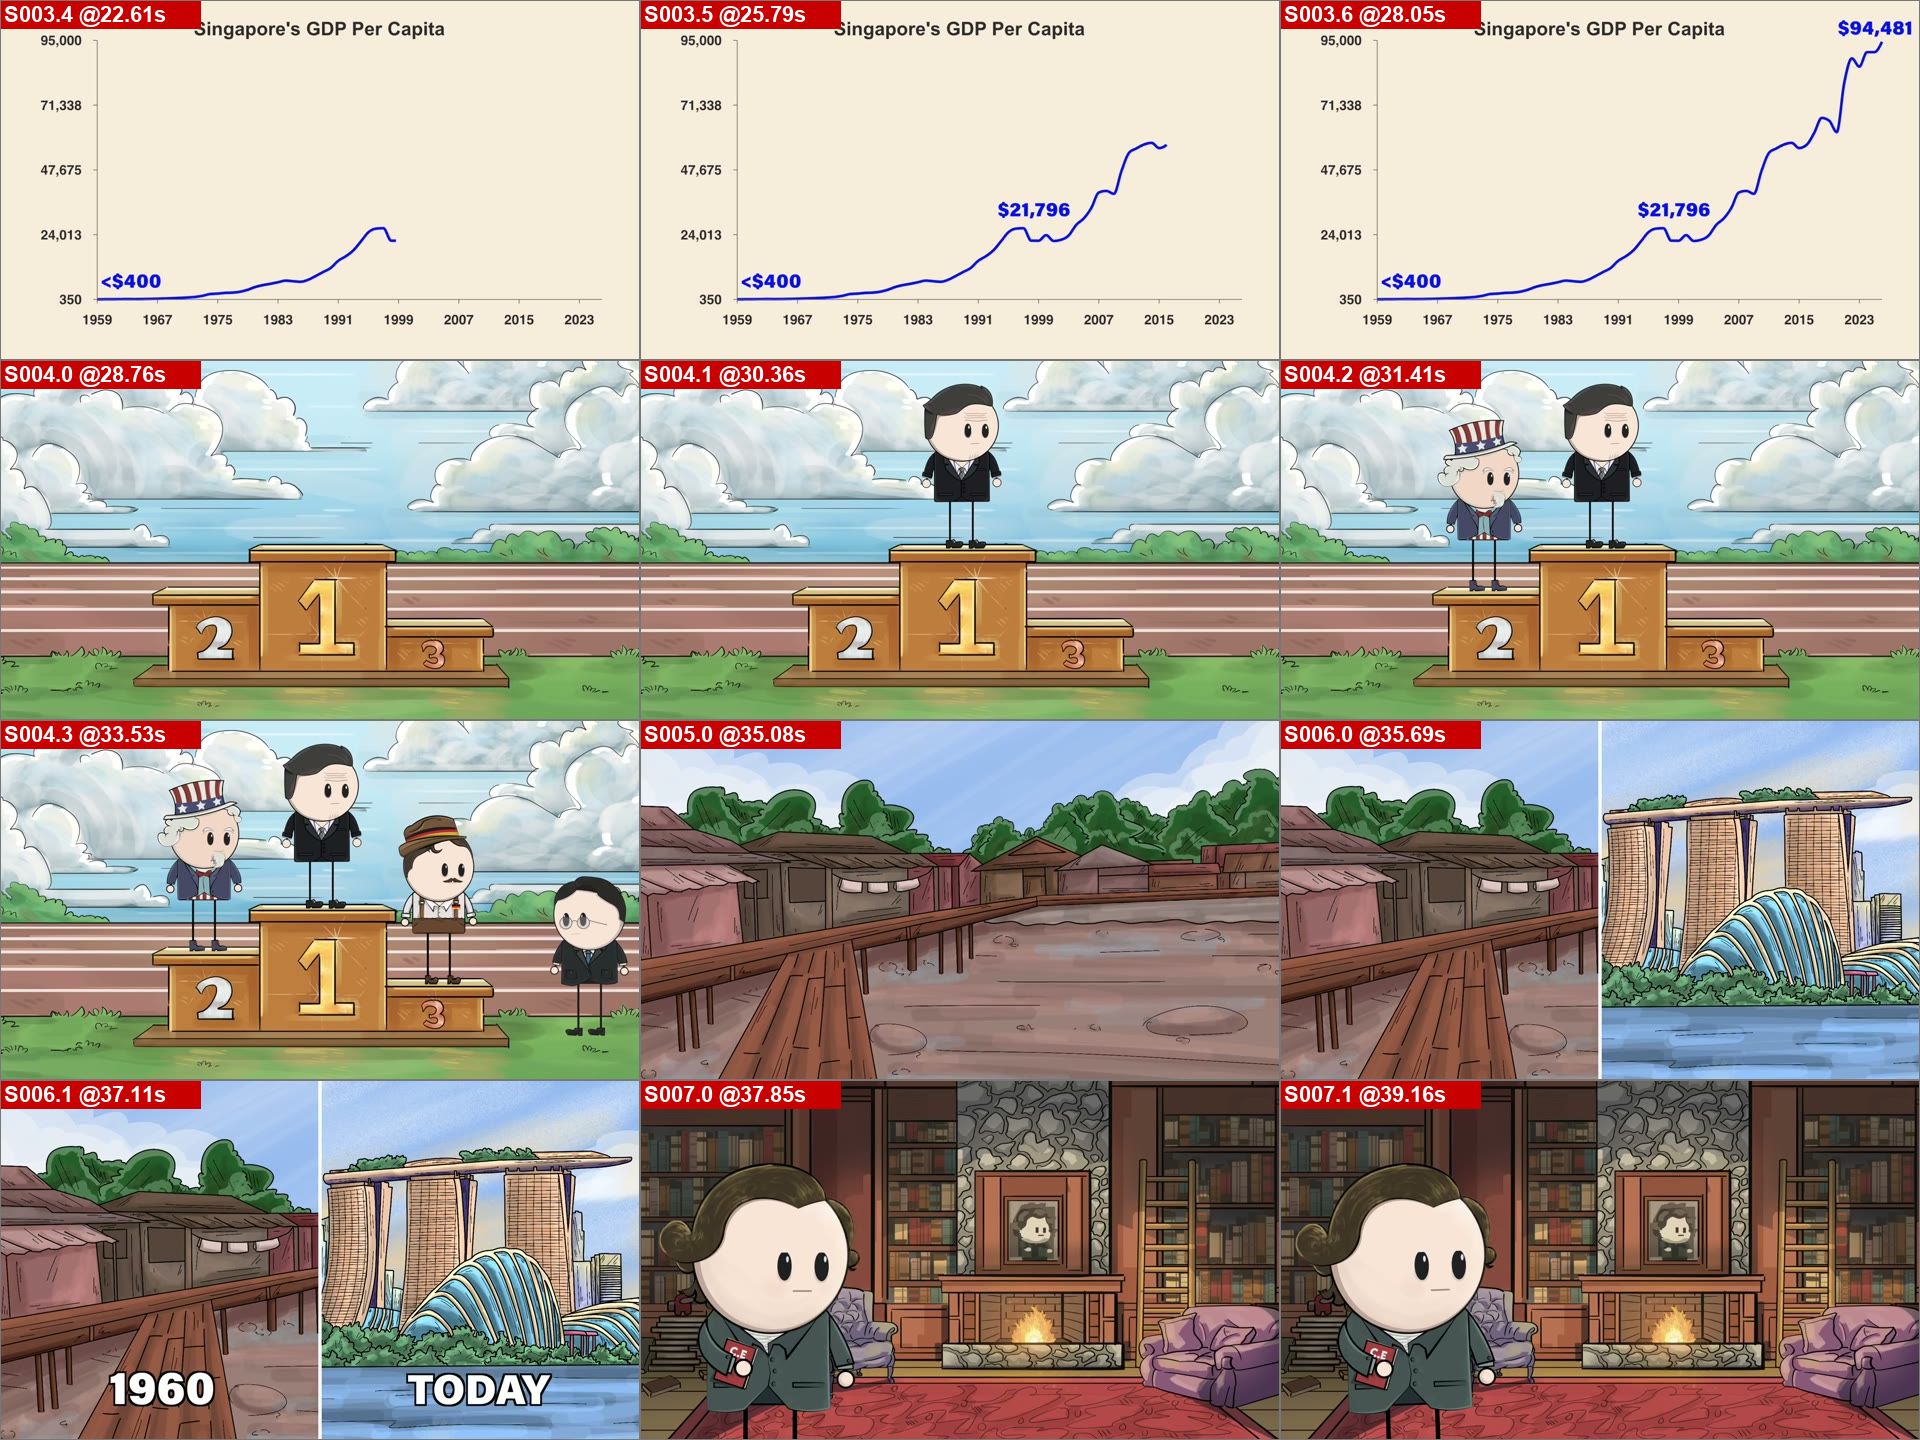 S003.4 @22.61s
Singapore's GDP Per Capita
95,000
71,338
47,675
24,013
<$400
350
1959 1967 1975 1983 1991 1999 2007 2015 2023
S003.5 @25.79s
Singapore's GDP Per Capita
95,000
71,338
47,675
$21,796
24,013
<$400
350
1959 1967 1975 1983 1991 1999 2007 2015 2023
S003.6 @28.05s
Singapore's GDP Per Capita
$94,481
95,000
71,338
47,675
$21,796
24,013
<$400
350
1959 1967 1975 1983 1991 1999 2007 2015 2023
S004.0 @28.76s
2 1 3
S004.1 @30.36s
2 1 3
S004.2 @31.41s
2 1 3
S004.3 @33.53s
2 1 3
S005.0 @35.08s
S006.0 @35.69s
S006.1 @37.11s
1960
TODAY
S007.0 @37.85s
C.E
S007.1 @39.16s
C.E